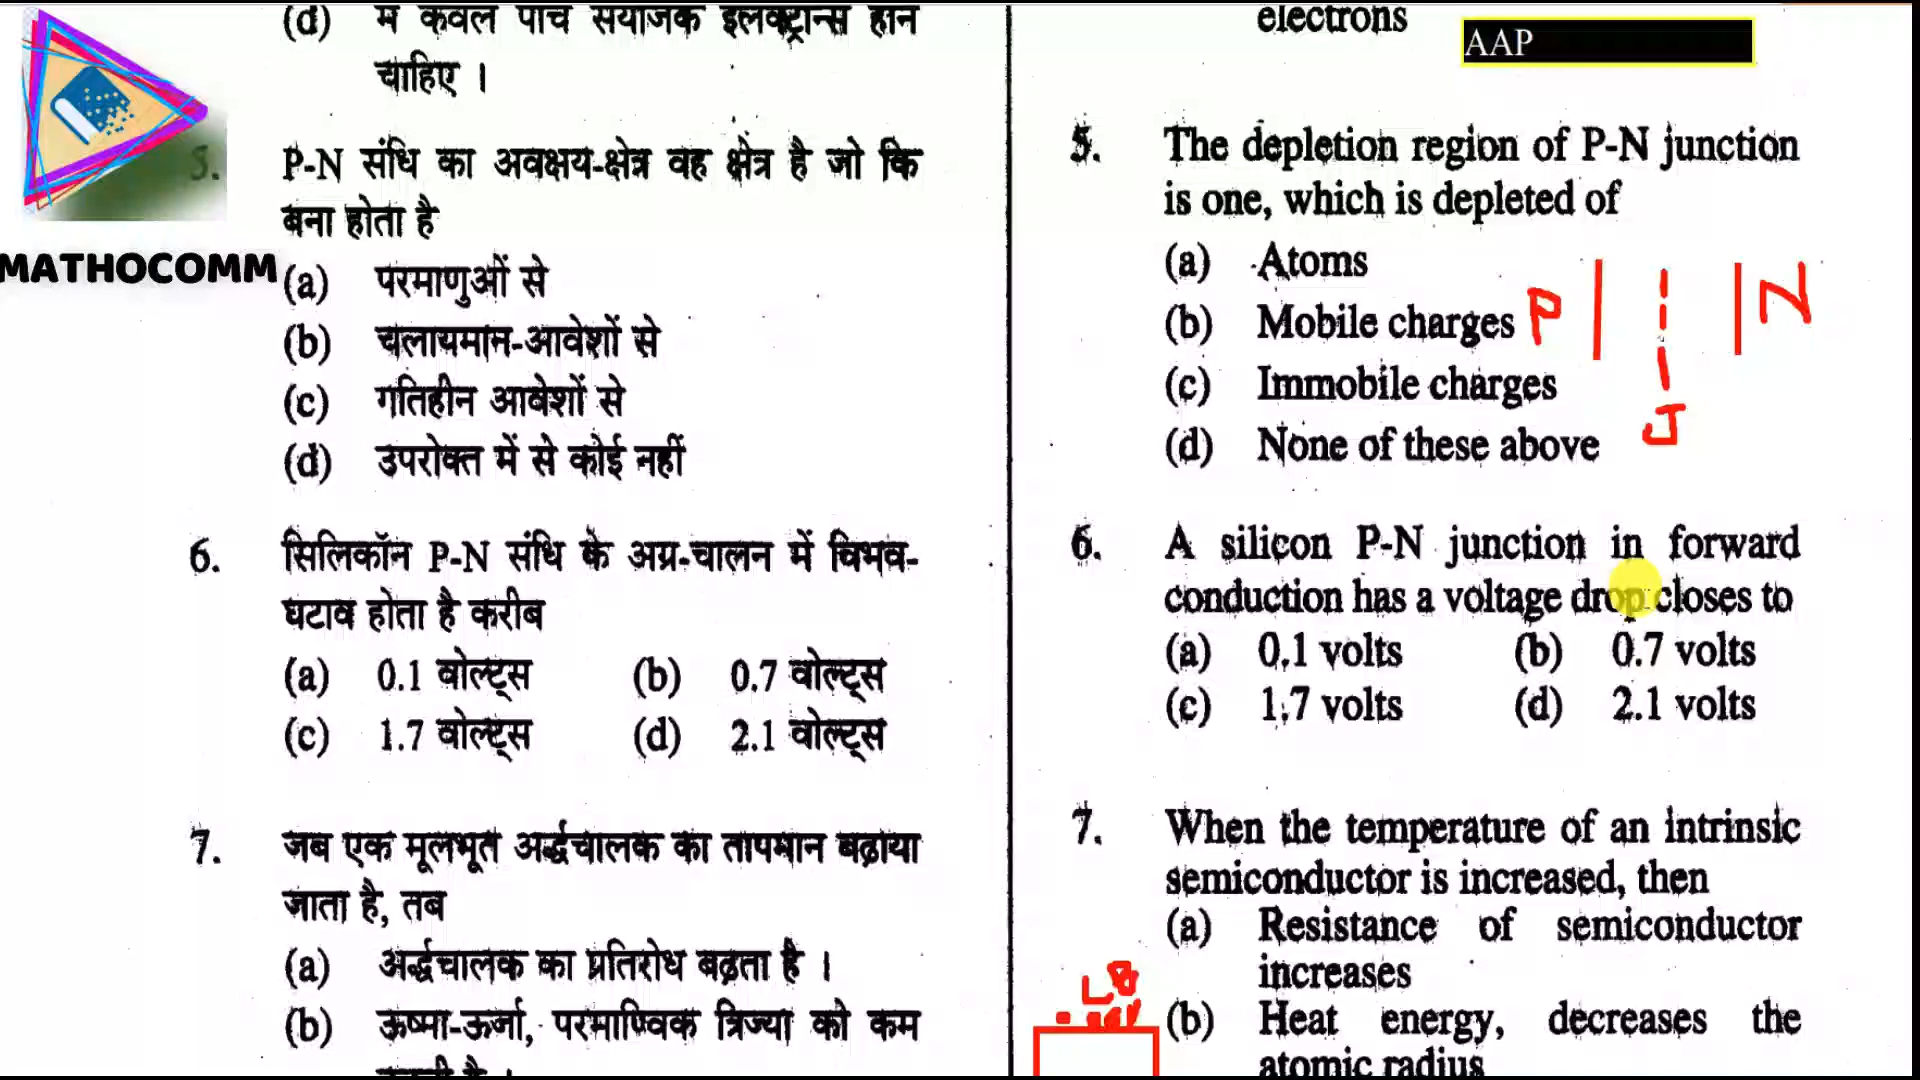 (d) में केवल पाँच संयोजक इलेक्ट्रान्स होने
चाहिए ।
5. P-N संधि का अवक्षय-क्षेत्र वह क्षेत्र है जो कि
बना होता है
MATHOCOMM
(a) परमाणुओं से
(b) चलायमान-आवेशों से
(c) गतिहीन आवेशों से
(d) उपरोक्त में से कोई नहीं
6. सिलिकॉन P-N संधि के अग्र-चालन में विभव-
घटाव होता है करीब
(a) 0.1 वोल्ट्स (b) 0.7 वोल्ट्स
(c) 1.7 वोल्ट्स (d) 2.1 वोल्ट्स
7. जब एक मूलभूत अर्द्धचालक का तापमान बढ़ाया
जाता है, तब
(a) अर्द्धचालक का प्रतिरोध बढ़ता है ।
(b) ऊष्मा-ऊर्जा, परमाण्विक त्रिज्या को कम
electrons
AAP
5. The depletion region of P-N junction
is one, which is depleted of
(a) Atoms
(b) Mobile charges
(c) Immobile charges
(d) None of these above
P N
J
6. A silicon P-N junction in forward
conduction has a voltage drop closes to
(a) 0.1 volts (b) 0.7 volts
(c) 1.7 volts (d) 2.1 volts
7. When the temperature of an intrinsic
semiconductor is increased, then
(a) Resistance of semiconductor
increases
(b) Heat energy, decreases the
atomic radius